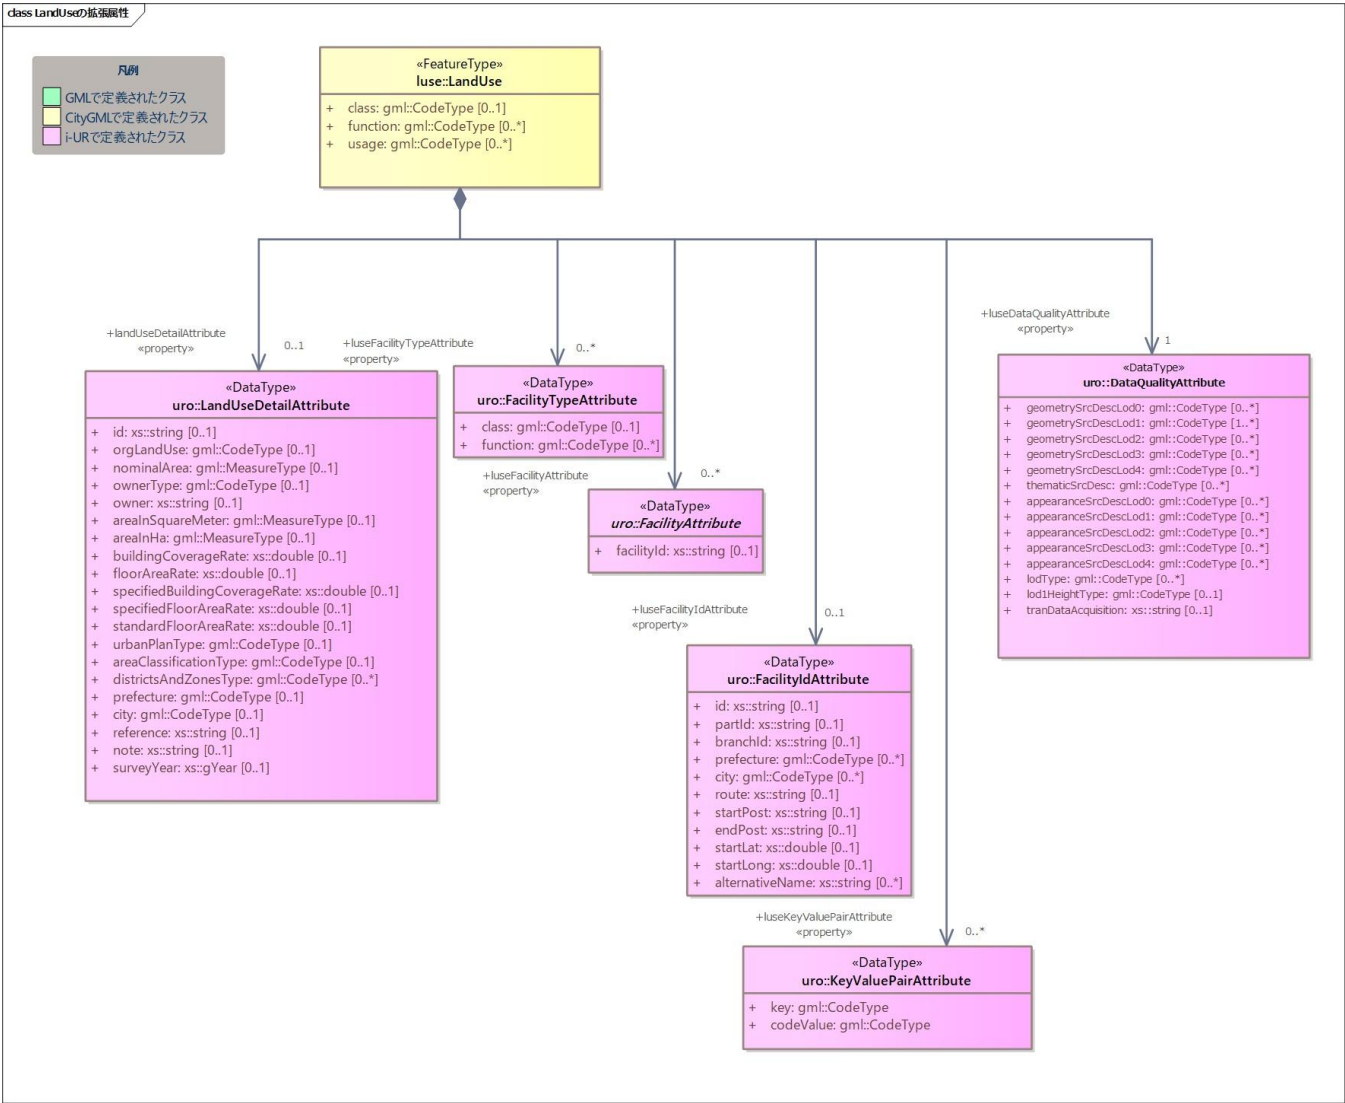 class LandUseの拡張属性
凡例
GMLで定義されたクラス
CityGMLで定義されたクラス
i-URで定義されたクラス
«FeatureType»
luse::LandUse
+ class: gml::CodeType [0..1]
+ function: gml::CodeType [0..*]
+ usage: gml::CodeType [0..*]
+landUseDetailAttribute
«property»
0..1
«DataType»
uro::LandUseDetailAttribute
+ id: xs::string [0..1]
+ orgLandUse: gml::CodeType [0..1]
+ nominalArea: gml::MeasureType [0..1]
+ ownerType: gml::CodeType [0..1]
+ owner: xs::string [0..1]
+ areaInSquareMeter: gml::MeasureType [0..1]
+ areaInHa: gml::MeasureType [0..1]
+ buildingCoverageRate: xs::double [0..1]
+ floorAreaRate: xs::double [0..1]
+ specifiedBuildingCoverageRate: xs::double [0..1]
+ specifiedFloorAreaRate: xs::double [0..1]
+ standardFloorAreaRate: xs::double [0..1]
+ urbanPlanType: gml::CodeType [0..1]
+ areaClassificationType: gml::CodeType [0..1]
+ districtsAndZonesType: gml::CodeType [0..*]
+ prefecture: gml::CodeType [0..1]
+ city: gml::CodeType [0..1]
+ reference: xs::string [0..1]
+ note: xs::string [0..1]
+ surveyYear: xs::gYear [0..1]
+luseFacilityTypeAttribute
«property»
0..*
«DataType»
uro::FacilityTypeAttribute
+ class: gml::CodeType [0..1]
+ function: gml::CodeType [0..*]
+luseFacilityAttribute
«property»
0..*
«DataType»
uro::FacilityAttribute
+ facilityId: xs::string [0..1]
+luseFacilityIdAttribute
«property»
0..1
«DataType»
uro::FacilityIdAttribute
+ id: xs::string [0..1]
+ partId: xs::string [0..1]
+ branchId: xs::string [0..1]
+ prefecture: gml::CodeType [0..*]
+ city: gml::CodeType [0..*]
+ route: xs::string [0..1]
+ startPost: xs::string [0..1]
+ endPost: xs::string [0..1]
+ startLat: xs::double [0..1]
+ startLong: xs::double [0..1]
+ alternativeName: xs::string [0..*]
+luseKeyValuePairAttribute
«property»
0..*
«DataType»
uro::KeyValuePairAttribute
+ key: gml::CodeType
+ codeValue: gml::CodeType
+luseDataQualityAttribute
«property»
1
«DataType»
uro::DataQualityAttribute
+ geometrySrcDescLod0: gml::CodeType [0..*]
+ geometrySrcDescLod1: gml::CodeType [1..*]
+ geometrySrcDescLod2: gml::CodeType [0..*]
+ geometrySrcDescLod3: gml::CodeType [0..*]
+ geometrySrcDescLod4: gml::CodeType [0..*]
+ thematicSrcDesc: gml::CodeType [0..*]
+ appearanceSrcDescLod0: gml::CodeType [0..*]
+ appearanceSrcDescLod1: gml::CodeType [0..*]
+ appearanceSrcDescLod2: gml::CodeType [0..*]
+ appearanceSrcDescLod3: gml::CodeType [0..*]
+ appearanceSrcDescLod4: gml::CodeType [0..*]
+ lodType: gml::CodeType [0..*]
+ lod1HeightType: gml::CodeType [0..1]
+ tranDataAcquisition: xs::string [0..1]